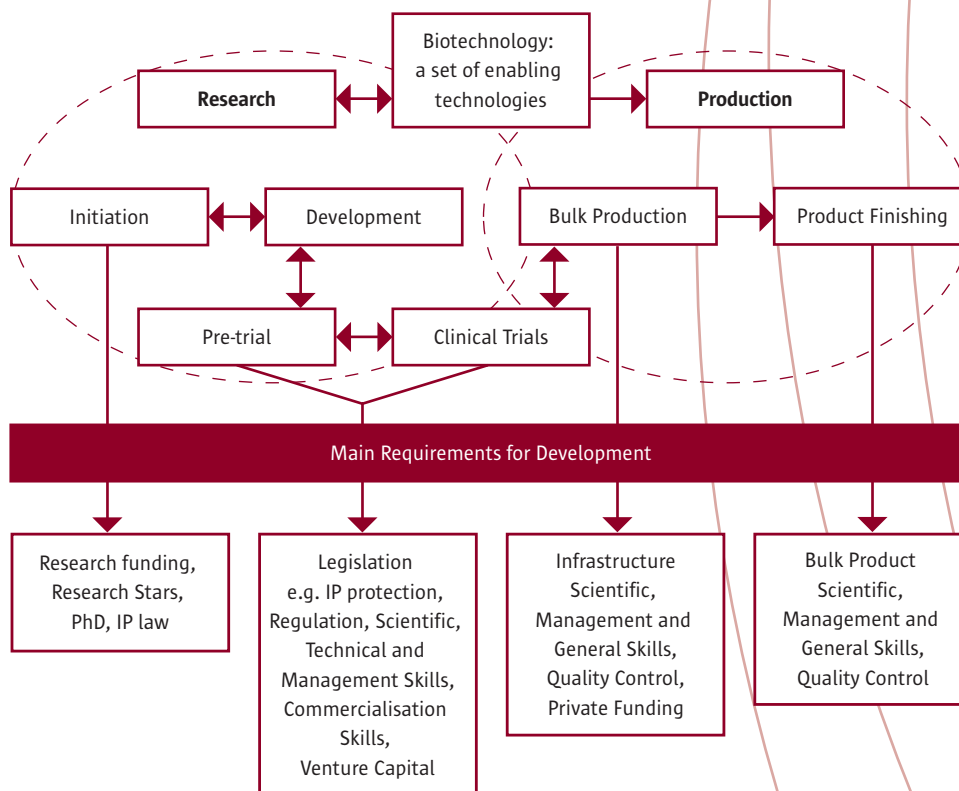 Biotechnology:
a set of enabling
technologies
Research
Production
Initiation
Development
Bulk Production
Product Finishing
Pre-trial
Clinical Trials
Main Requirements for Development
Research funding,
Research Stars,
PhD, IP law
Legislation
e.g. IP protection,
Regulation, Scientific,
Technical and
Management Skills,
Commercialisation
Skills,
Venture Capital
Infrastructure
Scientific,
Management and
General Skills,
Quality Control,
Private Funding
Bulk Product
Scientific,
Management and
General Skills,
Quality Control